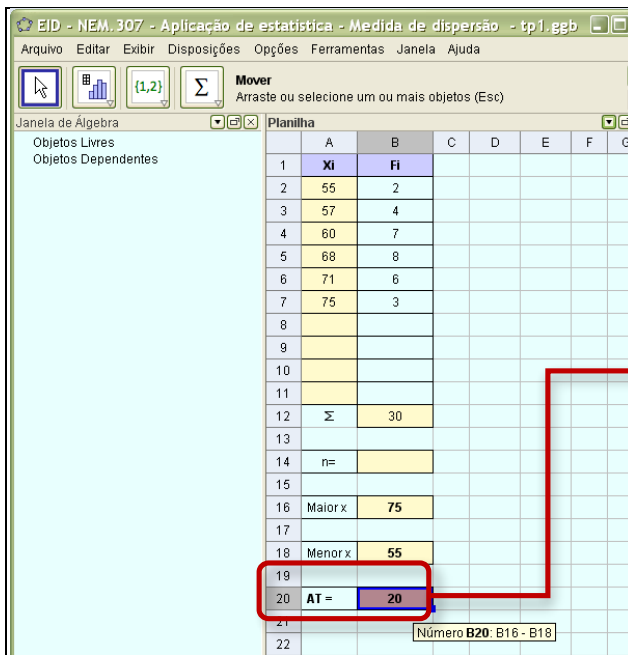 EID - NEM.307 - Aplicação de estatistica - Medida de dispersão - tp1.ggb
Arquivo Editar Exibir Disposições Opções Ferramentas Janela Ajuda
{1,2} Σ
Mover
Arraste ou selecione um ou mais objetos (Esc)
Janela de Álgebra
Objetos Livres
Objetos Dependentes
Planilha
A B C D E F G
1 Xi Fi
2 55 2
3 57 4
4 60 7
5 68 8
6 71 6
7 75 3
8
9
10
11
12 Σ 30
13
14 n=
15
16 Maior x 75
17
18 Menor x 55
19
20 AT = 20
21
Número B20: B16 - B18
22